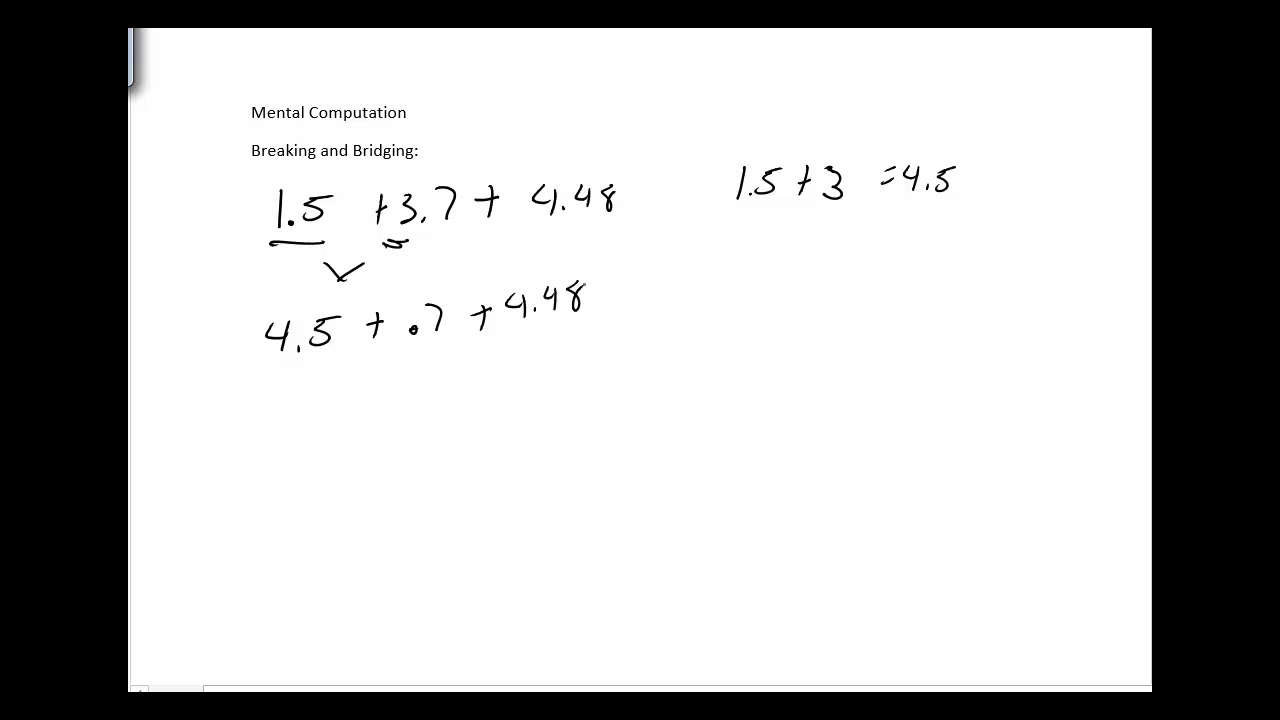 Mental Computation
Breaking and Bridging:
1.5 + 3.7 + 4.48
1.5 + 3 = 4.5
4.5 + .7 + 4.48